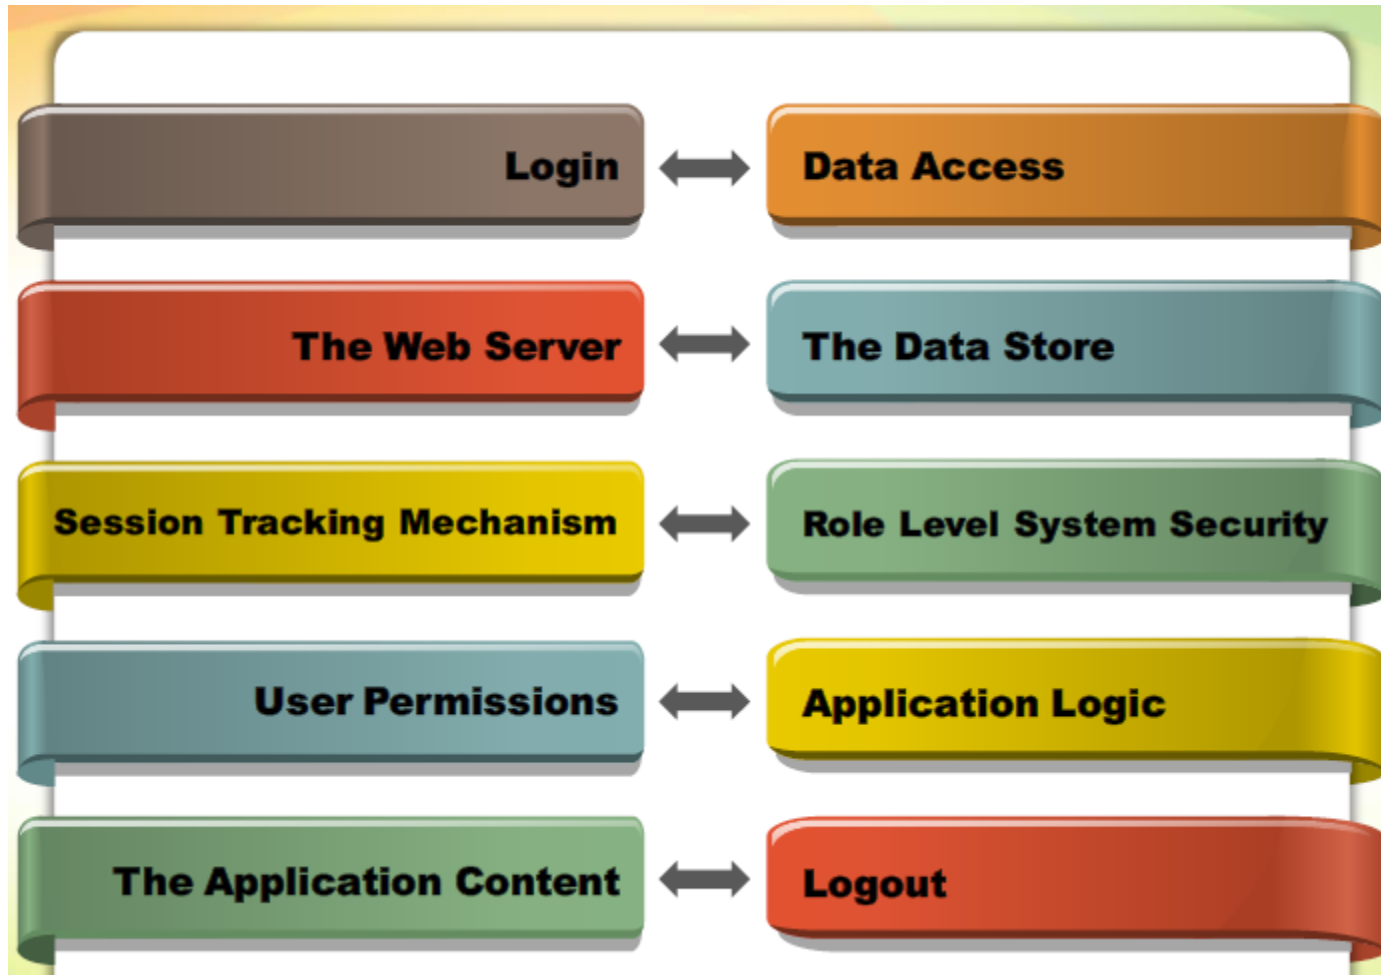 Login
Data Access
The Web Server
The Data Store
Session Tracking Mechanism
Role Level System Security
User Permissions
Application Logic
The Application Content
Logout